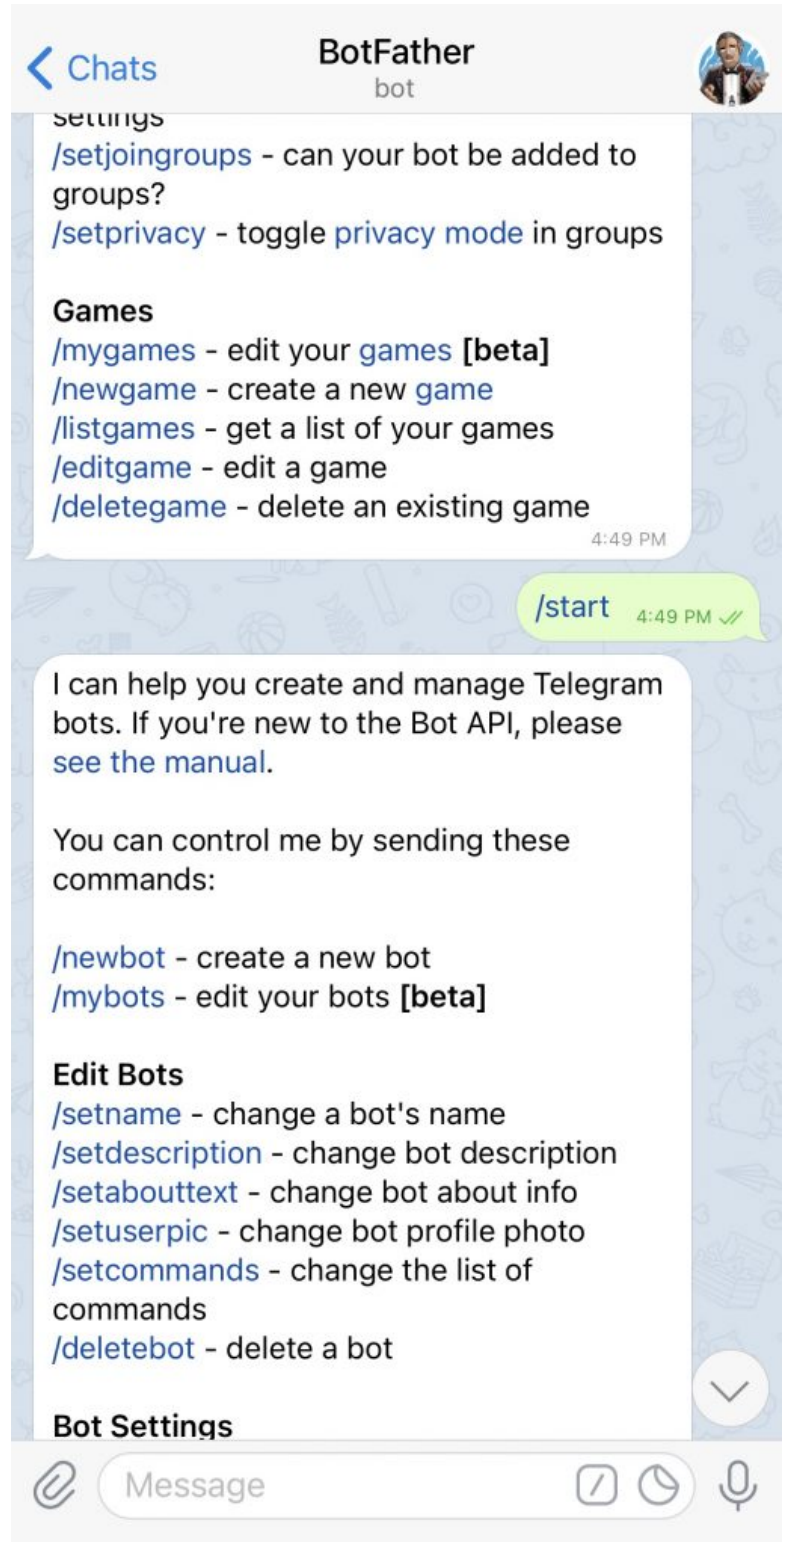 Chats
BotFather
bot
settings
/setjoingroups - can your bot be added to
groups?
/setprivacy - toggle privacy mode in groups
Games
/mygames - edit your games [beta]
/newgame - create a new game
/listgames - get a list of your games
/editgame - edit a game
/deletegame - delete an existing game
4:49 PM
/start 4:49 PM
I can help you create and manage Telegram
bots. If you're new to the Bot API, please
see the manual.
You can control me by sending these
commands:
/newbot - create a new bot
/mybots - edit your bots [beta]
Edit Bots
/setname - change a bot's name
/setdescription - change bot description
/setabouttext - change bot about info
/setuserpic - change bot profile photo
/setcommands - change the list of
commands
/deletebot - delete a bot
Bot Settings
Message